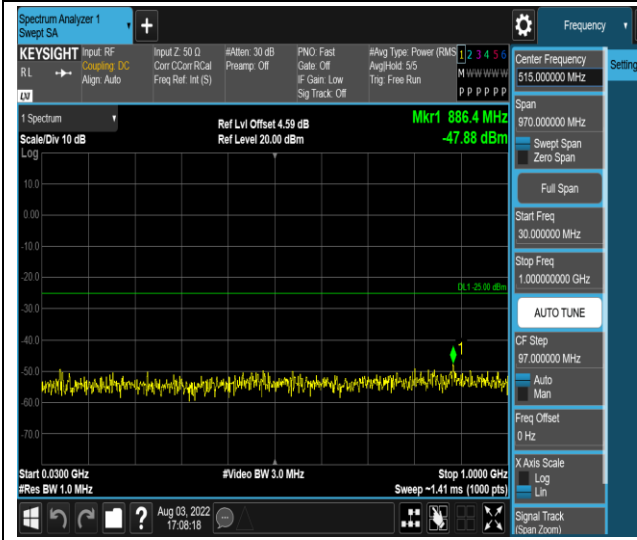 Spectrum Analyzer 1
Swept SA
Frequency
KEYSIGHT
RL
LXI
Input: RF
Coupling: DC
Align: Auto
Input Z: 50 Ω
Corr CCorr RCal
Freq Ref: Int (S)
#Atten: 30 dB
Preamp: Off
PNO: Fast
Gate: Off
IF Gain: Low
Sig Track: Off
#Avg Type: Power (RMS
Avg|Hold: 5/5
Trig: Free Run
1 2 3 4 5 6
M W W W W W
P P P P P P
1 Spectrum
Scale/Div 10 dB
Log
Ref Lvl Offset 4.59 dB
Ref Level 20.00 dBm
Mkr1 886.4 MHz
-47.88 dBm
10.0
0.00
-10.0
-20.0
DL1 -25.00 dBm
-30.0
-40.0
1
-50.0
-60.0
-70.0
Start 0.0300 GHz
#Res BW 1.0 MHz
#Video BW 3.0 MHz
Stop 1.0000 GHz
Sweep ~1.41 ms (1000 pts)
?
Aug 03, 2022
17:08:18
Center Frequency
515.000000 MHz
Span
970.000000 MHz
Swept Span
Zero Span
Full Span
Start Freq
30.000000 MHz
Stop Freq
1.000000000 GHz
AUTO TUNE
CF Step
97.000000 MHz
Auto
Man
Freq Offset
0 Hz
X Axis Scale
Log
Lin
Signal Track
(Span Zoom)
Setting